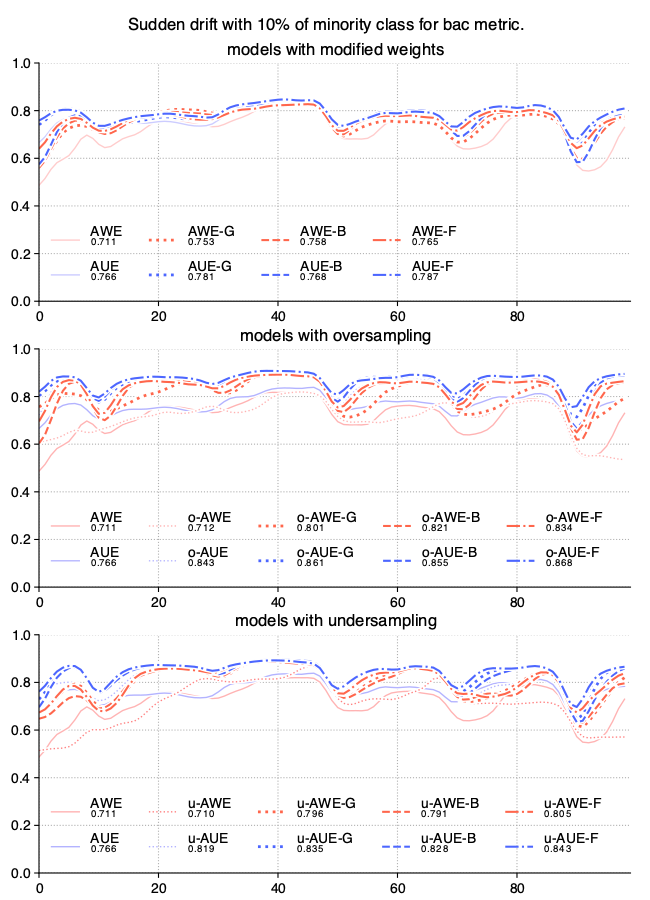 Sudden drift with 10% of minority class for bac metric.
models with modified weights
1.0
0.8
0.6
0.4
0.2
0.0
AWE AWE-G AWE-B AWE-F
0.711 0.753 0.758 0.765
AUE AUE-G AUE-B AUE-F
0.766 0.781 0.768 0.787
0 20 40 60 80
models with oversampling
1.0
0.8
0.6
0.4
0.2
0.0
AWE o-AWE o-AWE-G o-AWE-B o-AWE-F
0.711 0.712 0.801 0.821 0.834
AUE o-AUE o-AUE-G o-AUE-B o-AUE-F
0.766 0.843 0.861 0.855 0.868
0 20 40 60 80
models with undersampling
1.0
0.8
0.6
0.4
0.2
0.0
AWE u-AWE u-AWE-G u-AWE-B u-AWE-F
0.711 0.710 0.796 0.791 0.805
AUE u-AUE u-AUE-G u-AUE-B u-AUE-F
0.766 0.819 0.835 0.828 0.843
0 20 40 60 80